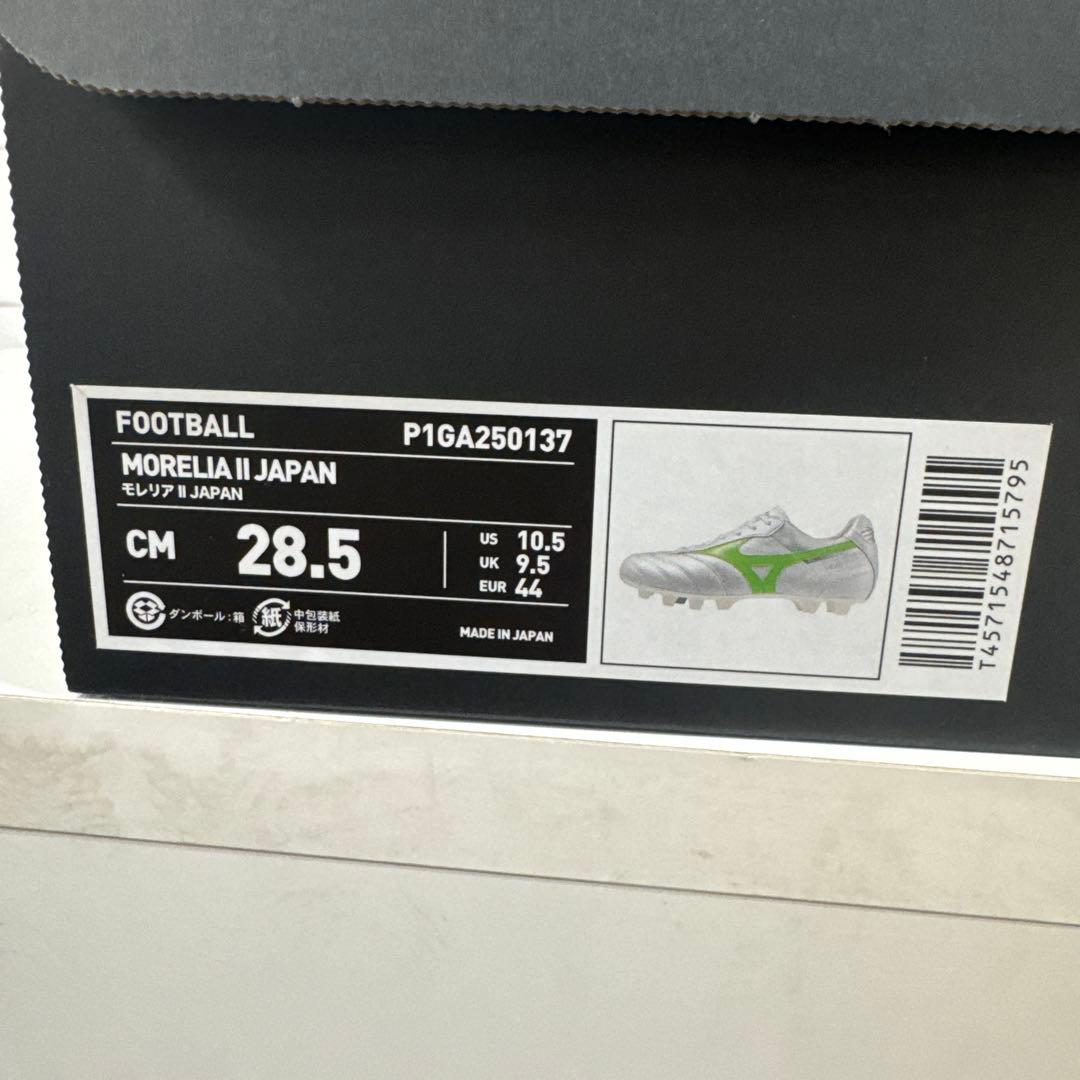 FOOTBALL P1GA250137
MORELIA II JAPAN
モレリア II JAPAN
CM 28.5
US 10.5
UK 9.5
EUR 44
ダンボール:箱
紙 中包装紙
保形材
MADE IN JAPAN
T4571548715795